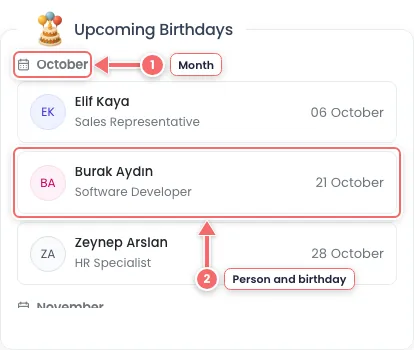 Upcoming Birthdays
October
1
Month
EK
Elif Kaya
Sales Representative
06 October
BA
Burak Aydın
Software Developer
21 October
ZA
Zeynep Arslan
HR Specialist
28 October
2
Person and birthday
November